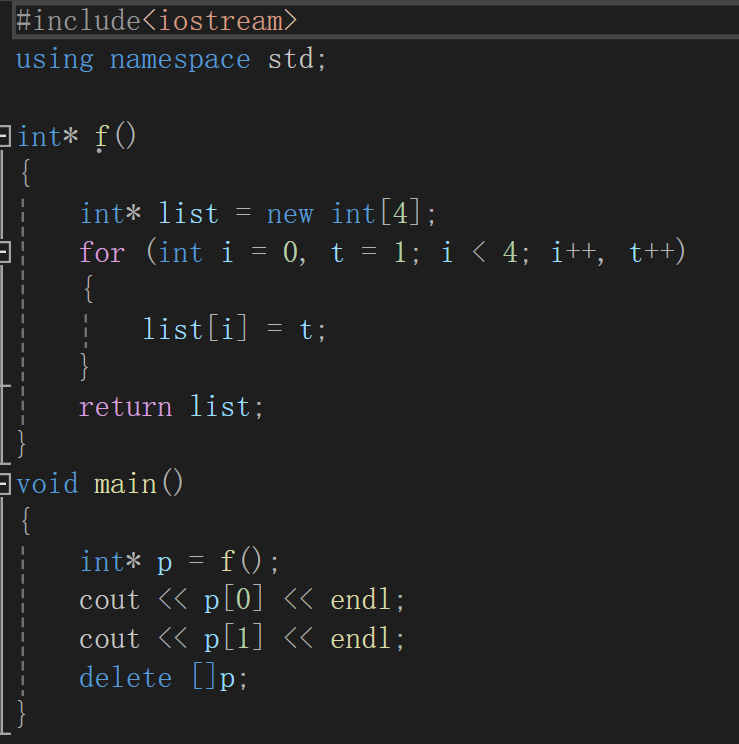 #include<iostream>
using namespace std;
int* f()
{
    int* list = new int[4];
    for (int i = 0, t = 1; i < 4; i++, t++)
    {
        list[i] = t;
    }
    return list;
}
void main()
{
    int* p = f();
    cout << p[0] << endl;
    cout << p[1] << endl;
    delete []p;
}